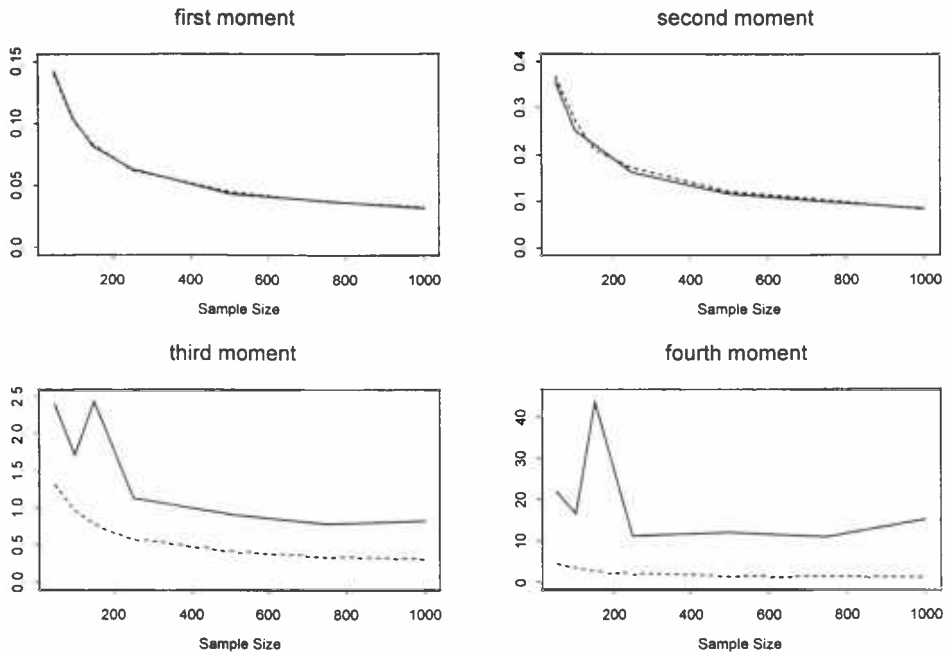 first moment
0.15
0.10
0.05
0.0
200 400 600 800 1000
Sample Size
second moment
0.4
0.3
0.2
0.1
0.0
200 400 600 800 1000
Sample Size
third moment
2.5
2.0
1.5
1.0
0.5
0.0
200 400 600 800 1000
Sample Size
fourth moment
40
30
20
10
0
200 400 600 800 1000
Sample Size